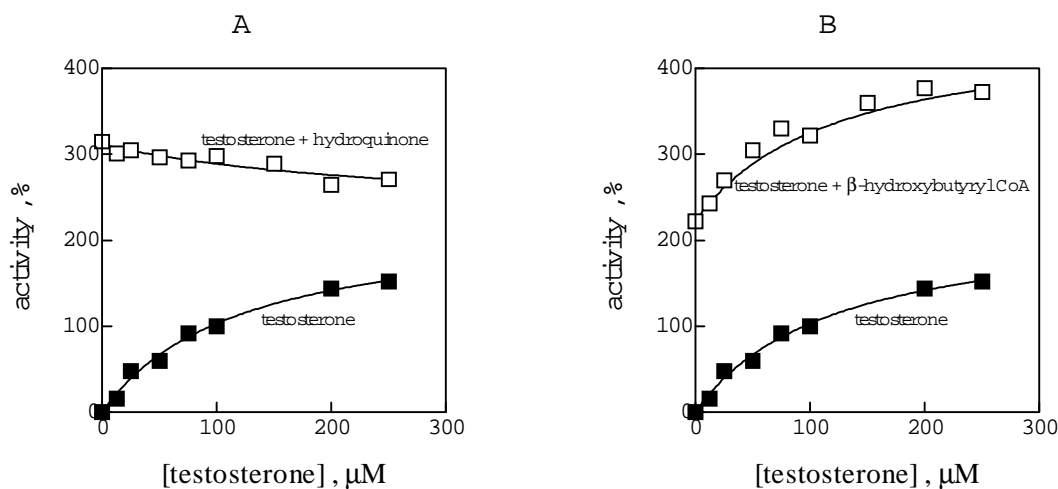 A
400
300
200
100
0
activity, %
testosterone + hydroquinone
testosterone
0
100
200
300
[testosterone], μM
B
400
300
200
100
0
activity, %
testosterone + β-hydroxybutyrylCoA
testosterone
0
100
200
300
[testosterone], μM